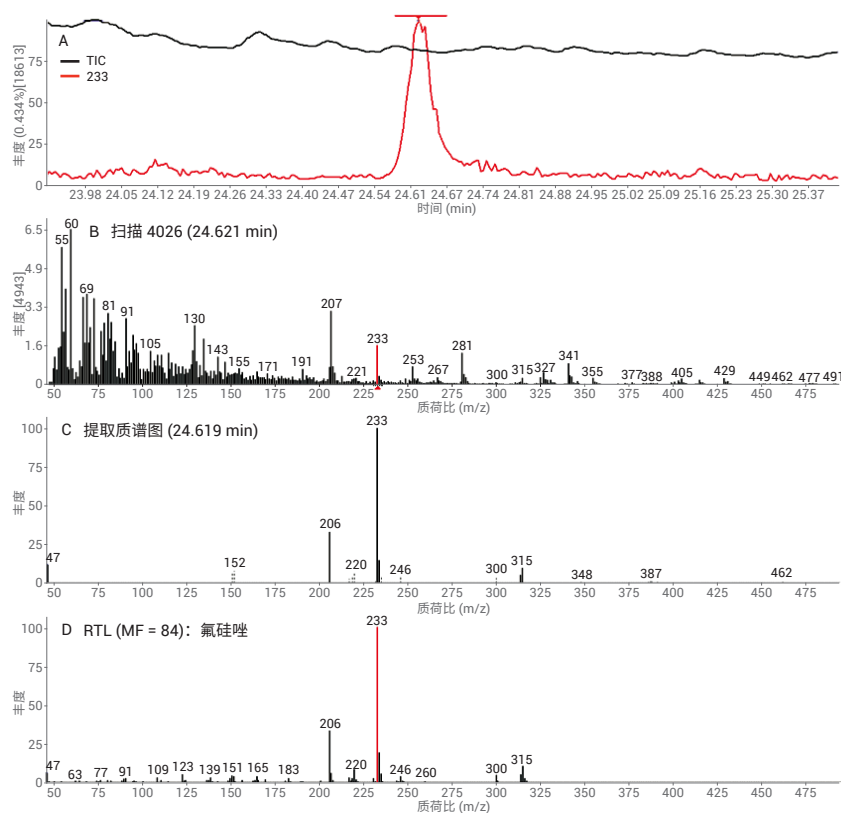 A
TIC
233
丰度 (0.434%)[18613]
75
50
25
0
23.98 24.05 24.12 24.19 24.26 24.33 24.40 24.47 24.54 24.61 24.67 24.74 24.81 24.88 24.95 25.02 25.09 25.16 25.23 25.30 25.37
时间 (min)
B 扫描 4026 (24.621 min)
丰度 [4943]
6.5
4.9
3.3
1.6
0
55 60 69 81 91 105 130 143 155 171 191 207 221 233 253 267 281 300 315 327 341 355 377 388 405 429 449 462 477 491
50 75 100 125 150 175 200 225 250 275 300 325 350 375 400 425 450 475
质荷比 (m/z)
C 提取质谱图 (24.619 min)
丰度
100
75
50
25
0
47 152 206 220 233 246 300 315 348 387 462
50 75 100 125 150 175 200 225 250 275 300 325 350 375 400 425 450 475
质荷比 (m/z)
D RTL (MF = 84)：氟硅唑
丰度
100
75
50
25
0
47 63 77 91 109 123 139 151 165 183 206 220 233 246 260 300 315
50 75 100 125 150 175 200 225 250 275 300 325 350 375 400 425 450 475
质荷比 (m/z)